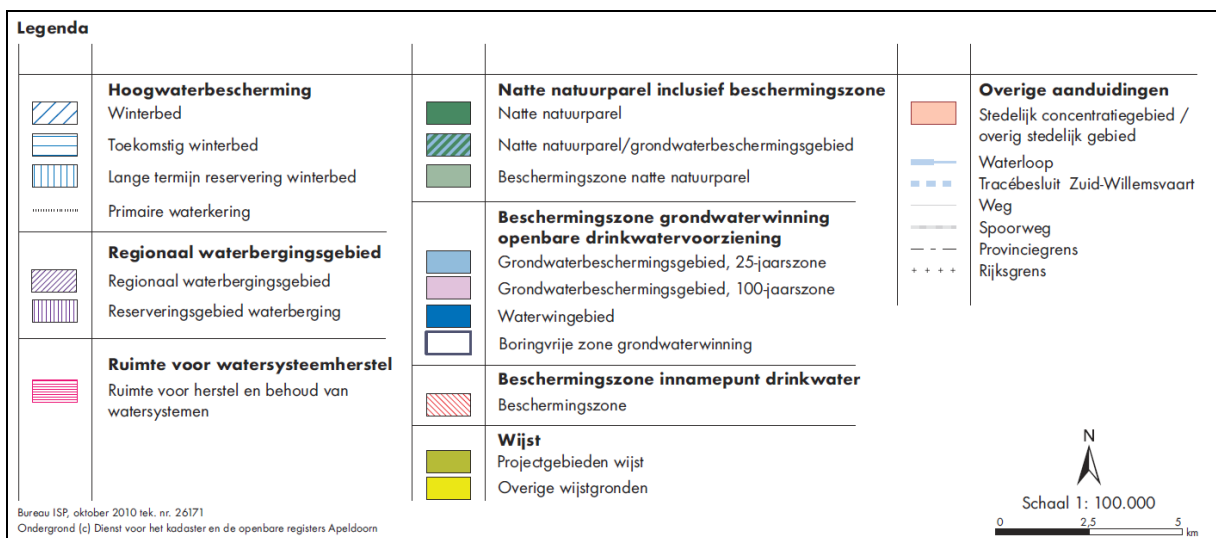 Legenda
Hoogwaterbescherming
Winterbed
Toekomstig winterbed
Lange termijn reservering winterbed
Primaire waterkering
Regionaal waterbergingsgebied
Regionaal waterbergingsgebied
Reserveringsgebied waterberging
Ruimte voor watersysteemherstel
Ruimte voor herstel en behoud van
watersystemen
Natte natuurparel inclusief beschermingszone
Natte natuurparel
Natte natuurparel/grondwaterbeschermingsgebied
Beschermingszone natte natuurparel
Beschermingszone grondwaterwinning
openbare drinkwatervoorziening
Grondwaterbeschermingsgebied, 25-jaarszone
Grondwaterbeschermingsgebied, 100-jaarszone
Waterwingebied
Boringvrije zone grondwaterwinning
Beschermingszone innamepunt drinkwater
Beschermingszone
Wijst
Projectgebieden wijst
Overige wijstgronden
Overige aanduidingen
Stedelijk concentratiegebied /
overig stedelijk gebied
Waterloop
Tracébesluit Zuid-Willemsvaart
Weg
Spoorweg
Provinciegrens
Rijksgrens
N
Schaal 1: 100.000
0 2,5 5
km
Bureau ISP, oktober 2010 tek. nr. 26171
Ondergrond (c) Dienst voor het kadaster en de openbare registers Apeldoorn